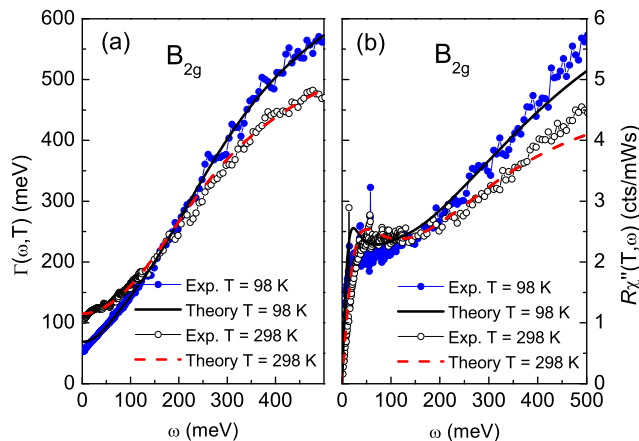 (a)
B2g
600
500
400
300
200
100
0
Γ(ω,T) (meV)
Exp. T = 98 K
Theory T = 98 K
Exp. T = 298 K
Theory T = 298 K
0 200 400
ω (meV)
(b)
B2g
6
5
4
3
2
1
0
Rχ''(T,ω) (cts/mWs)
Exp. T = 98 K
Theory T = 98 K
Exp. T = 298 K
Theory T = 298 K
0 100 200 300 400 500
ω (meV)